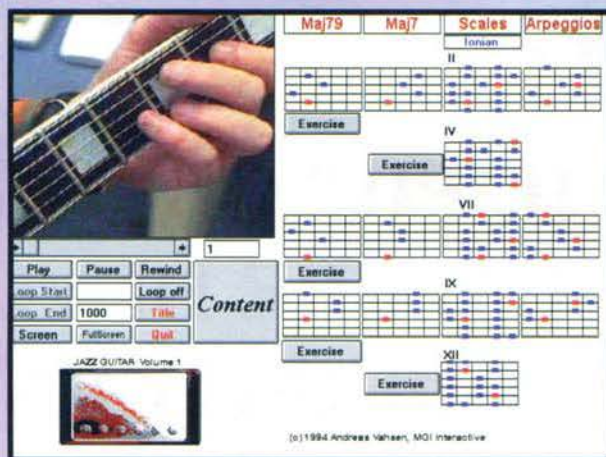 Maj79 Maj7 Scales Arpeggios
Ionian
II
Exercise
IV
Exercise
VII
Exercise
IX
Exercise
XII
Exercise
1
Play Pause Rewind
Loop Start Loop off
Loop End 1000 Title
Screen FullScreen Quit
Content
JAZZ GUITAR Volume 1
(c)1994 Andreas Vahsen, MGI Interactive